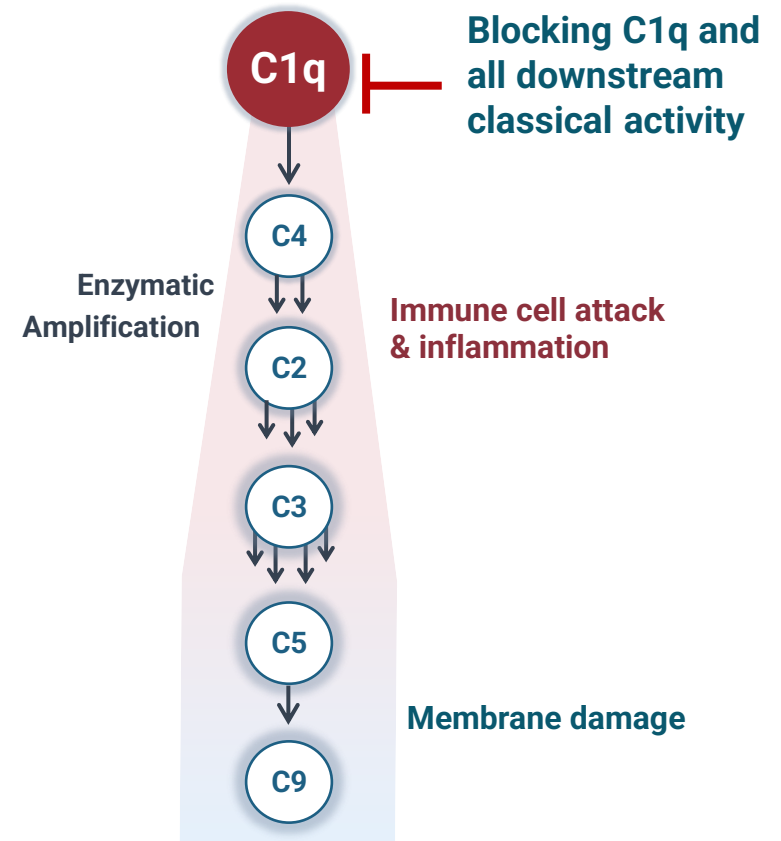 C1q
Blocking C1q and
all downstream
classical activity
C4
Enzymatic
Amplification
Immune cell attack
& inflammation
C2
C3
C5
Membrane damage
C9